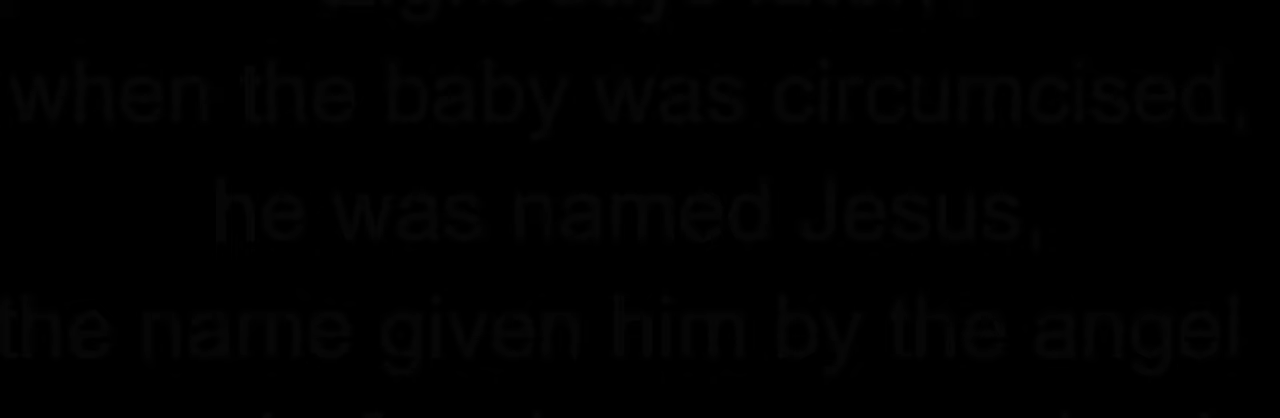 when the baby was circumcised,
he was named Jesus,
the name given him by the angel